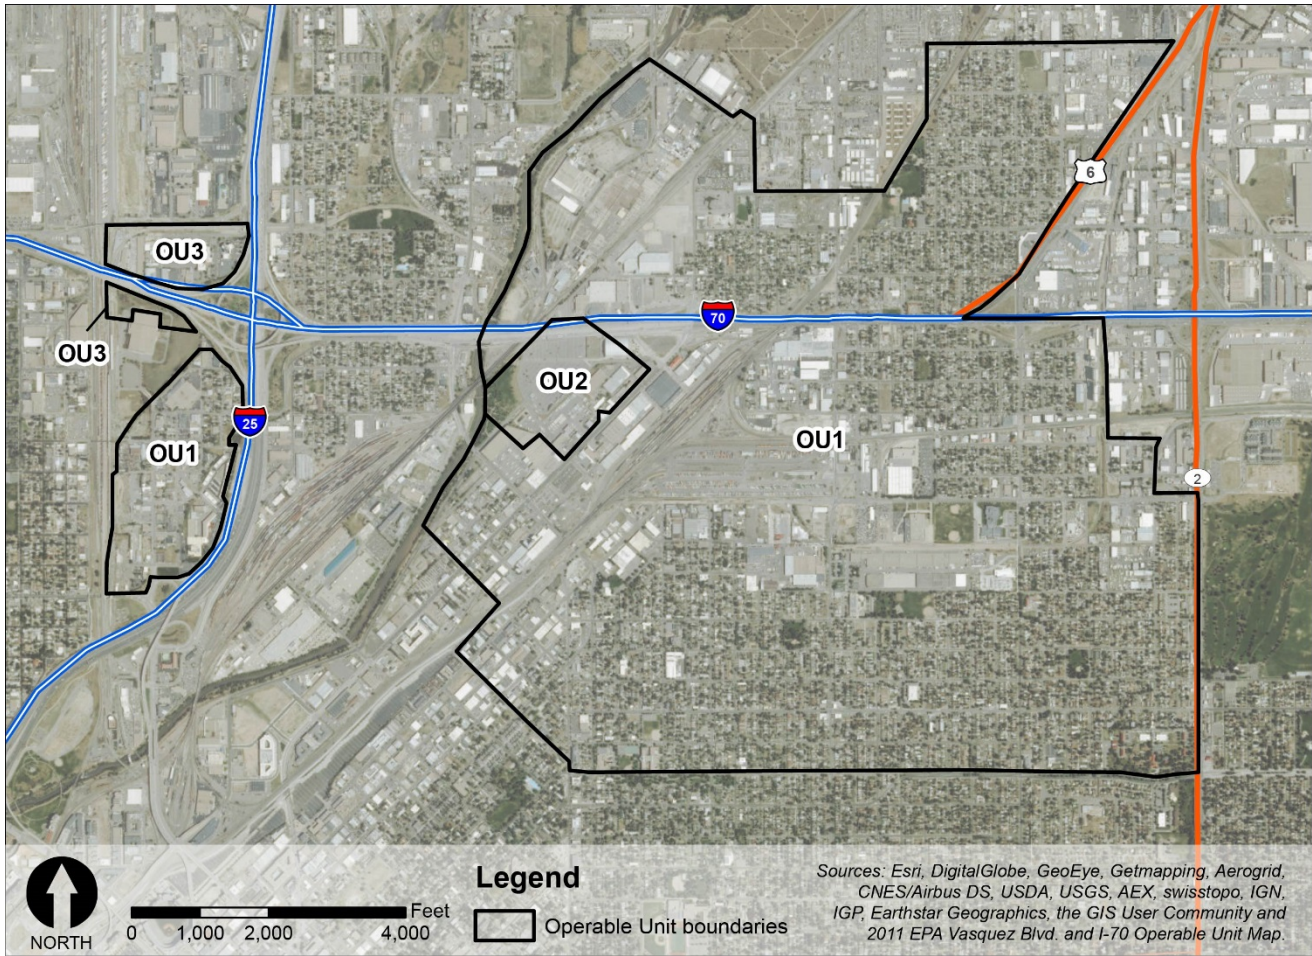 6
OU3
70
OU3
OU2
25
OU1
OU1
2
Legend
Operable Unit boundaries
NORTH
Feet
0 1,000 2,000 4,000
Sources: Esri, DigitalGlobe, GeoEye, Getmapping, Aerogrid,
CNES/Airbus DS, USDA, USGS, AEX, swisstopo, IGN,
IGP, Earthstar Geographics, the GIS User Community and
2011 EPA Vasquez Blvd. and I-70 Operable Unit Map.